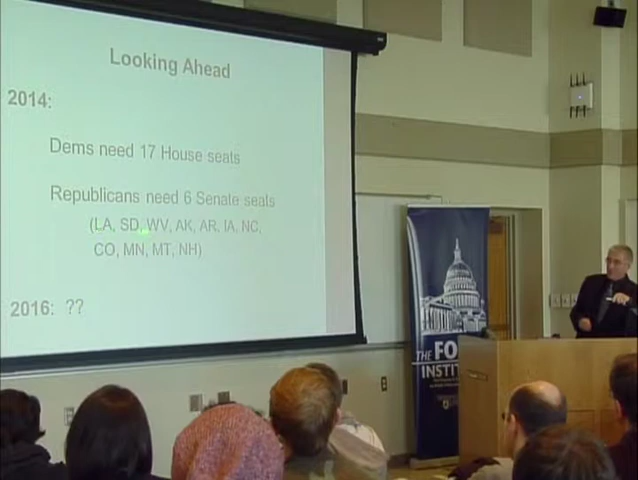 Looking Ahead
2014:
Dems need 17 House seats
Republicans need 6 Senate seats
(LA, SD, WV, AK, AR, IA, NC,
CO, MN, MT, NH)
2016: ??
THE FO
INSTIT